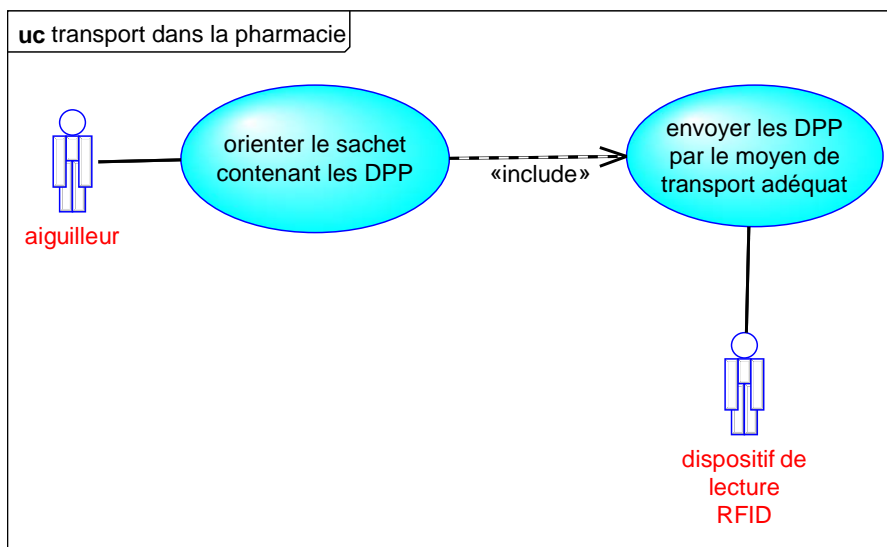 uc transport dans la pharmacie
orienter le sachet
contenant les DPP
«include»
envoyer les DPP
par le moyen de
transport adéquat
aiguilleur
dispositif de
lecture
RFID